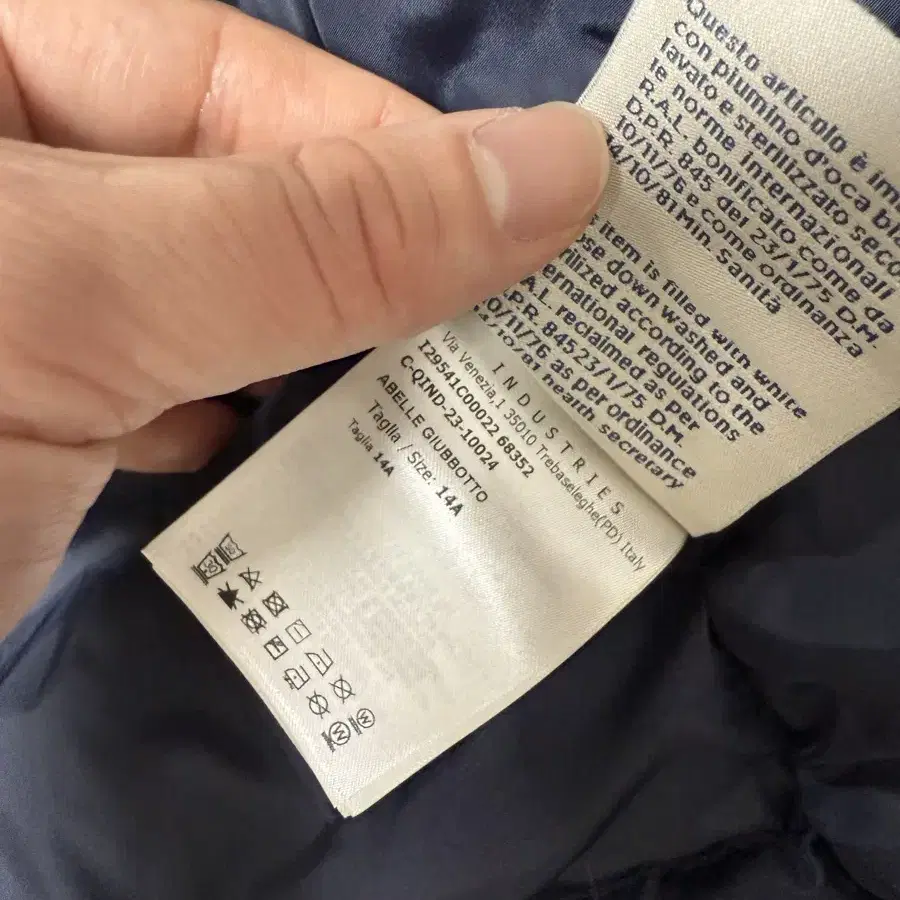 Questo articolo è im
con piumino d'oca bia
lavato e sterilizzato seco
le norme internazionali
R.A.L. bonificato come da
D.P.R. 845 del 23/1/75 D.M.
10/11/76 e come ordinanza
/10/81 Min. sanità
item is filled with white
ose down washed and
rilized according to the
ernational reguiations
A.L. reclaimed as per
.P.R. 845 23/1/75 D.M.
10/11/76 as per ordinance
/10/81 health secretary
INDUSTRIES
Via Venezia,1 35010 Trebaseleghe(PD) Italy
I29541C00022 68352
C-QIND-23-10024
ABELLE GIUBBOTTO
Taglia / Size: 14A
Taglia 14A